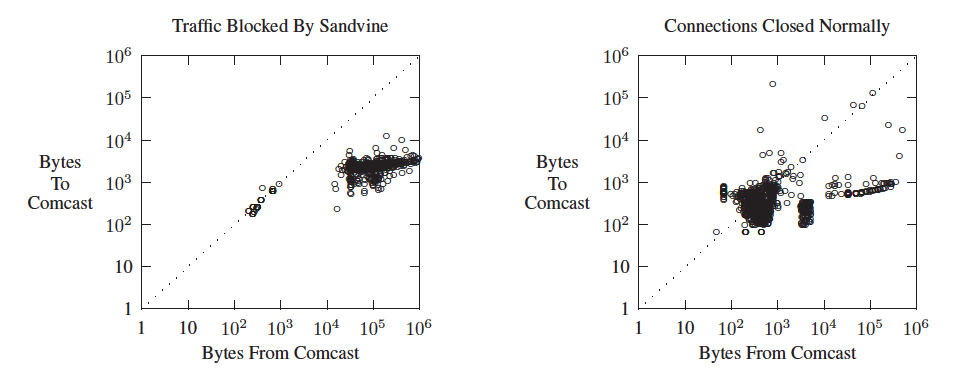 Traffic Blocked By Sandvine
10⁶
10⁵
10⁴
10³
10²
10
1
Bytes
To
Comcast
1 10 10² 10³ 10⁴ 10⁵ 10⁶
Bytes From Comcast
Connections Closed Normally
10⁶
10⁵
10⁴
10³
10²
10
1
Bytes
To
Comcast
1 10 10² 10³ 10⁴ 10⁵ 10⁶
Bytes From Comcast